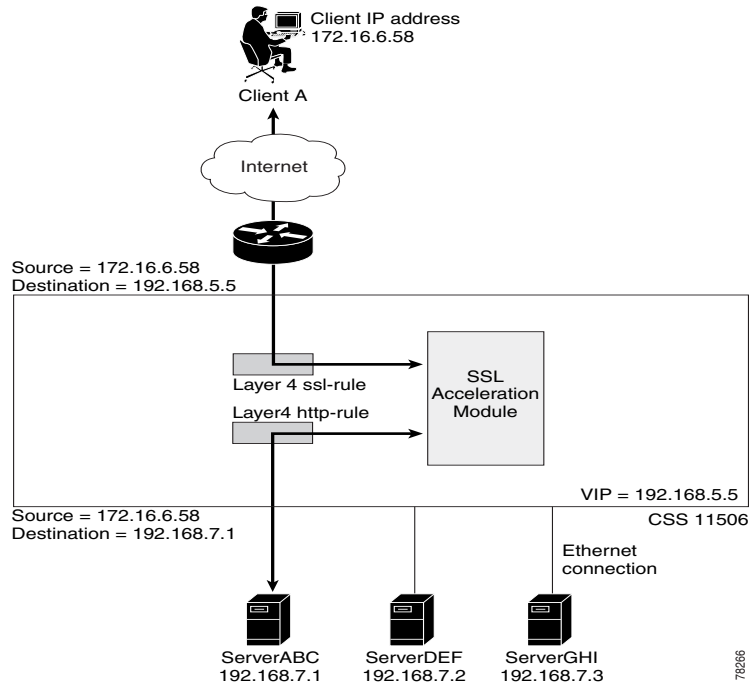 Client IP address
172.16.6.58
Client A
Internet
Source = 172.16.6.58
Destination = 192.168.5.5
Layer 4 ssl-rule
SSL
Acceleration
Module
Layer4 http-rule
VIP = 192.168.5.5
Source = 172.16.6.58
Destination = 192.168.7.1
CSS 11506
Ethernet
connection
ServerABC
192.168.7.1
ServerDEF
192.168.7.2
ServerGHI
192.168.7.3
78266